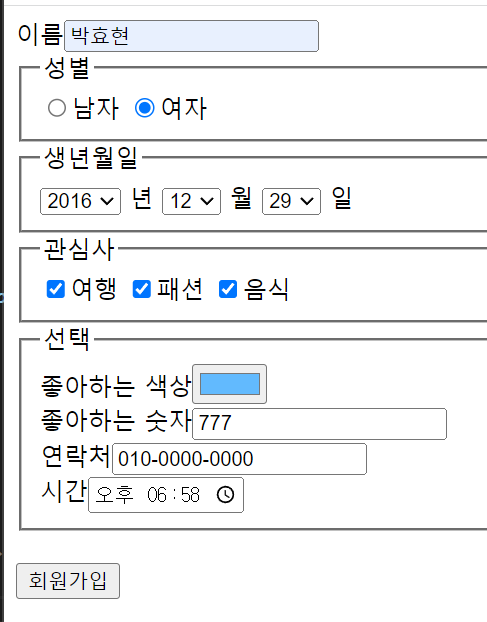 이름 박효현
성별
남자 여자
생년월일
2016 년 12 월 29 일
관심사
여행 패션 음식
선택
좋아하는 색상
좋아하는 숫자 777
연락처 010-0000-0000
시간 오후 06:58
회원가입